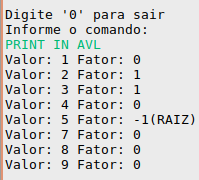 Digite '0' para sair
Informe o comando:
PRINT IN AVL
Valor: 1 Fator: 0
Valor: 2 Fator: 1
Valor: 3 Fator: 1
Valor: 4 Fator: 0
Valor: 5 Fator: -1(RAIZ)
Valor: 7 Fator: 0
Valor: 8 Fator: 0
Valor: 9 Fator: 0